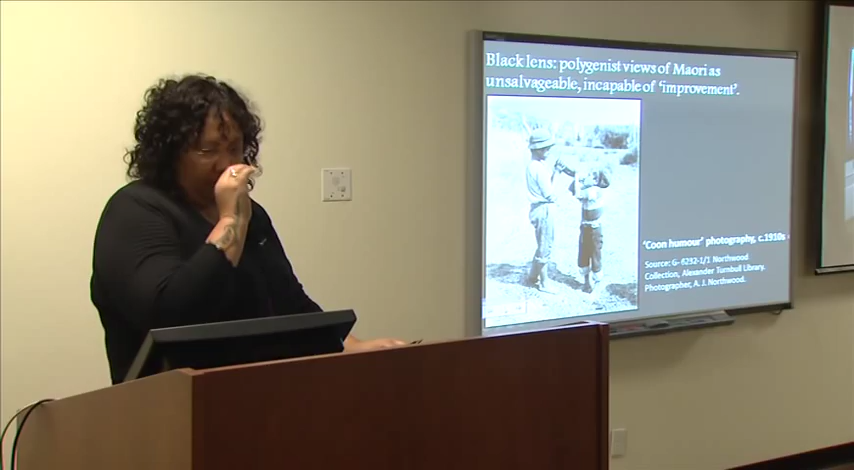 Black lens: polygenist views of Maori as
unsalvageable, incapable of 'improvement'.
'Coon humour' photography, c.1910s
Source: G- 6232-1/1 Northwood
Collection, Alexander Turnbull Library.
Photographer, A. J. Northwood.